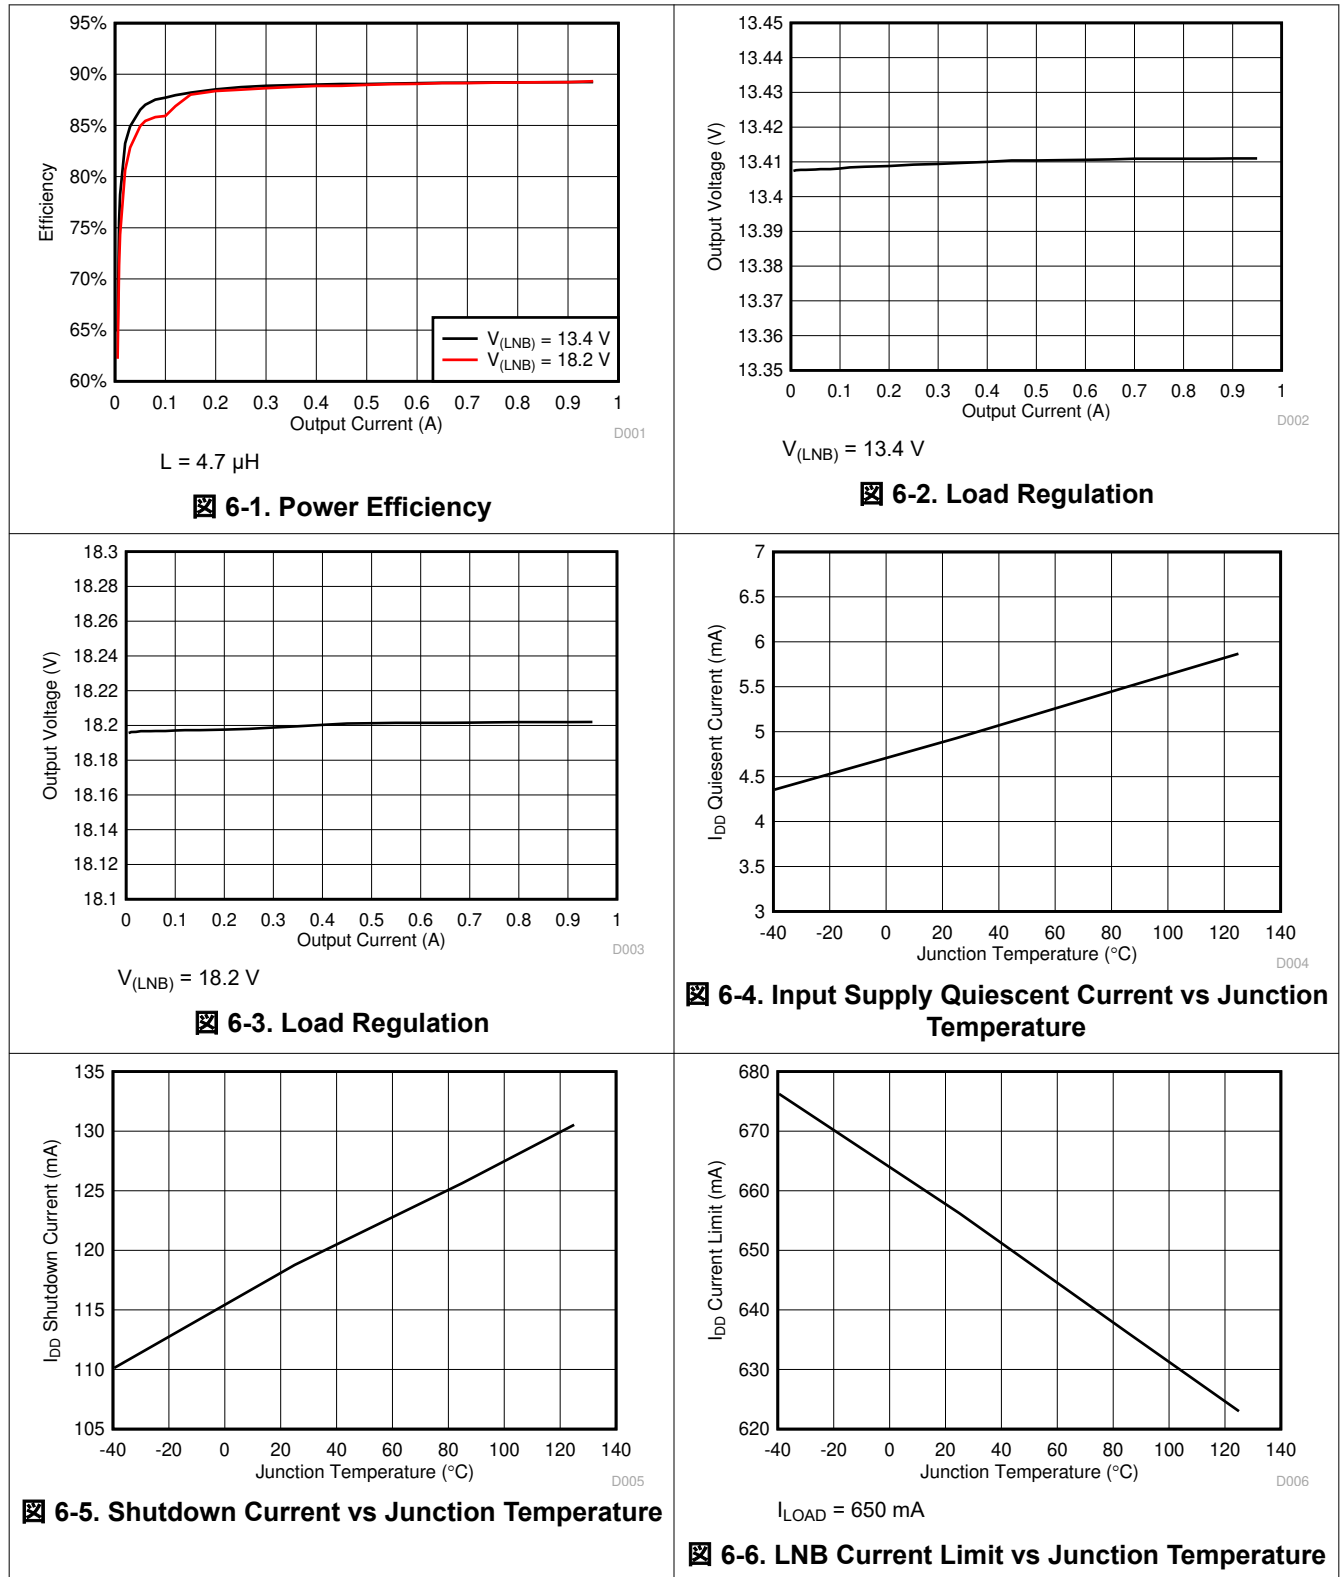 95%
90%
85%
80%
75%
70%
65%
60%
Efficiency
V(LNB) = 13.4 V
V(LNB) = 18.2 V
0 0.1 0.2 0.3 0.4 0.5 0.6 0.7 0.8 0.9 1
Output Current (A)
D001
L = 4.7 μH
図 6-1. Power Efficiency
13.45
13.44
13.43
13.42
13.41
13.4
13.39
13.38
13.37
13.36
13.35
Output Voltage (V)
0 0.1 0.2 0.3 0.4 0.5 0.6 0.7 0.8 0.9 1
Output Current (A)
D002
V(LNB) = 13.4 V
図 6-2. Load Regulation
18.3
18.28
18.26
18.24
18.22
18.2
18.18
18.16
18.14
18.12
18.1
Output Voltage (V)
0 0.1 0.2 0.3 0.4 0.5 0.6 0.7 0.8 0.9 1
Output Current (A)
D003
V(LNB) = 18.2 V
図 6-3. Load Regulation
7
6.5
6
5.5
5
4.5
4
3.5
3
IDD Quiesent Current (mA)
-40 -20 0 20 40 60 80 100 120 140
Junction Temperature (°C)
D004
図 6-4. Input Supply Quiescent Current vs Junction
Temperature
135
130
125
120
115
110
105
IDD Shutdown Current (mA)
-40 -20 0 20 40 60 80 100 120 140
Junction Temperature (°C)
D005
図 6-5. Shutdown Current vs Junction Temperature
680
670
660
650
640
630
620
IDD Current Limit (mA)
-40 -20 0 20 40 60 80 100 120 140
Junction Temperature (°C)
D006
ILOAD = 650 mA
図 6-6. LNB Current Limit vs Junction Temperature